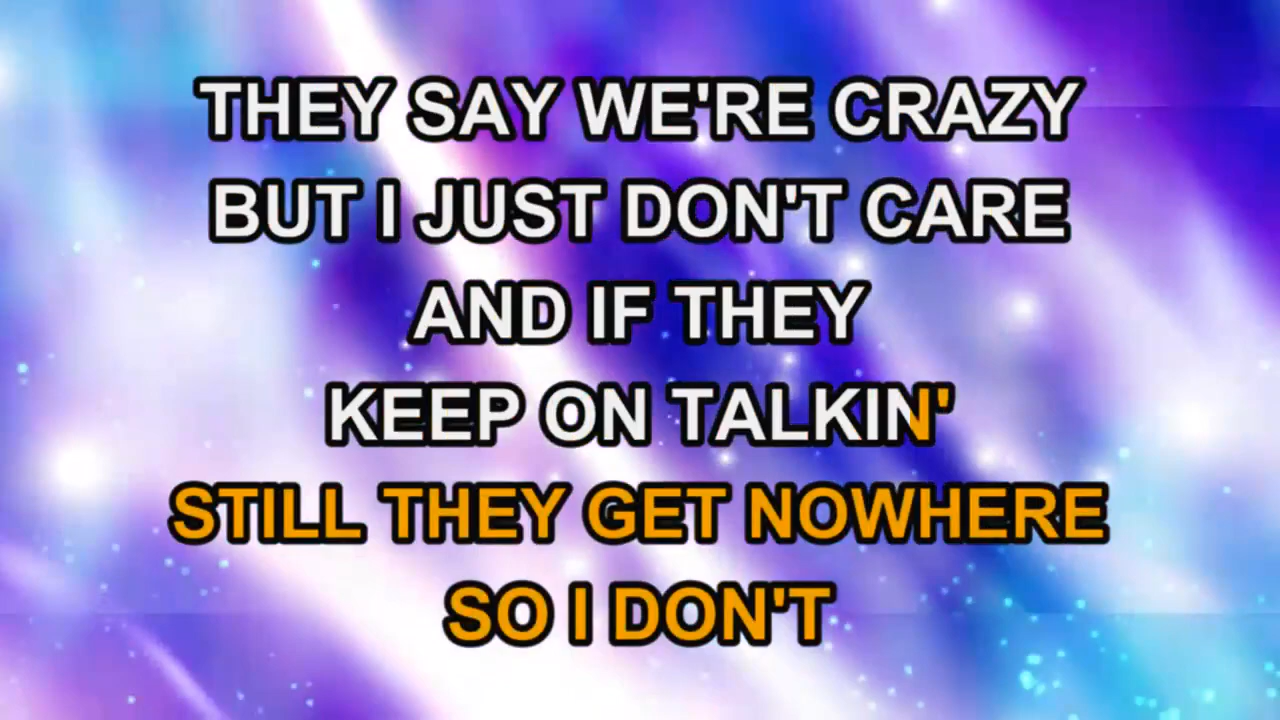 THEY SAY WE'RE CRAZY
BUT I JUST DON'T CARE
AND IF THEY
KEEP ON TALKIN'
STILL THEY GET NOWHERE
SO I DON'T